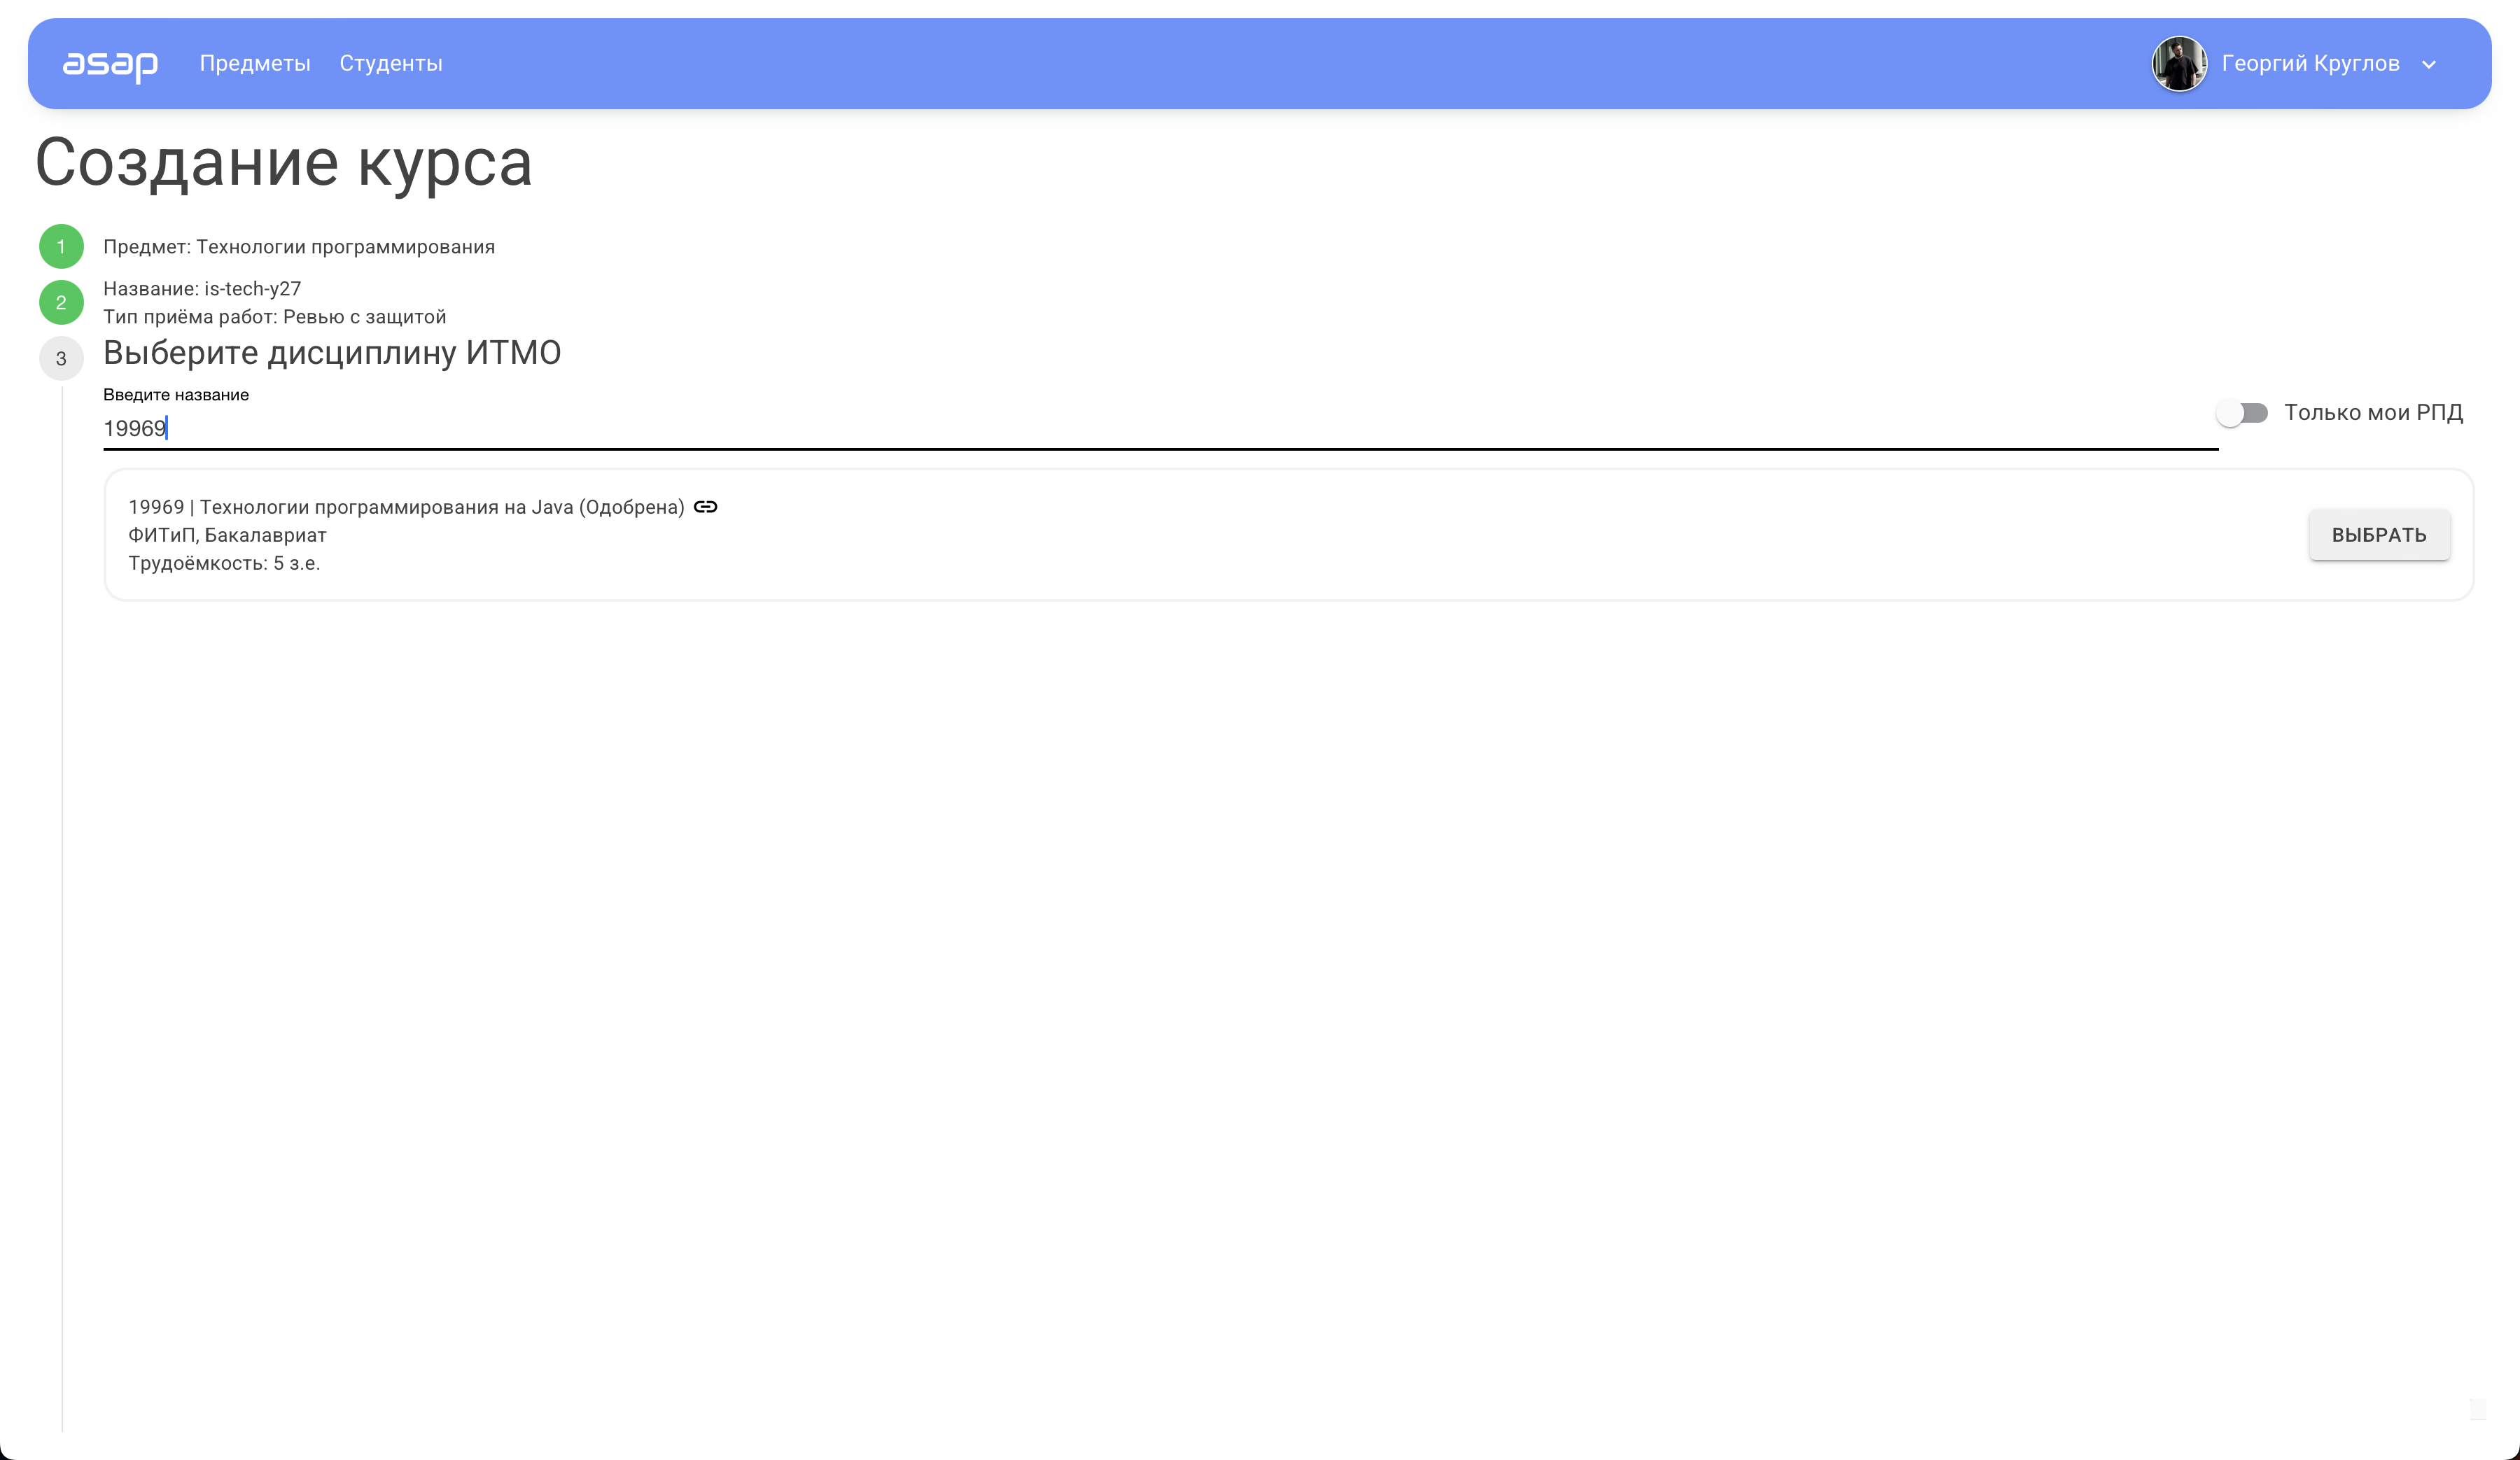 asap Предметы Студенты Георгий Круглов
Создание курса
1 Предмет: Технологии программирования
2 Название: is-tech-y27
Тип приёма работ: Ревью с защитой
3 Выберите дисциплину ИТМО
Введите название
19969
Только мои РПД
19969 | Технологии программирования на Java (Одобрена)
ФИТиП, Бакалавриат
Трудоёмкость: 5 з.е.
ВЫБРАТЬ